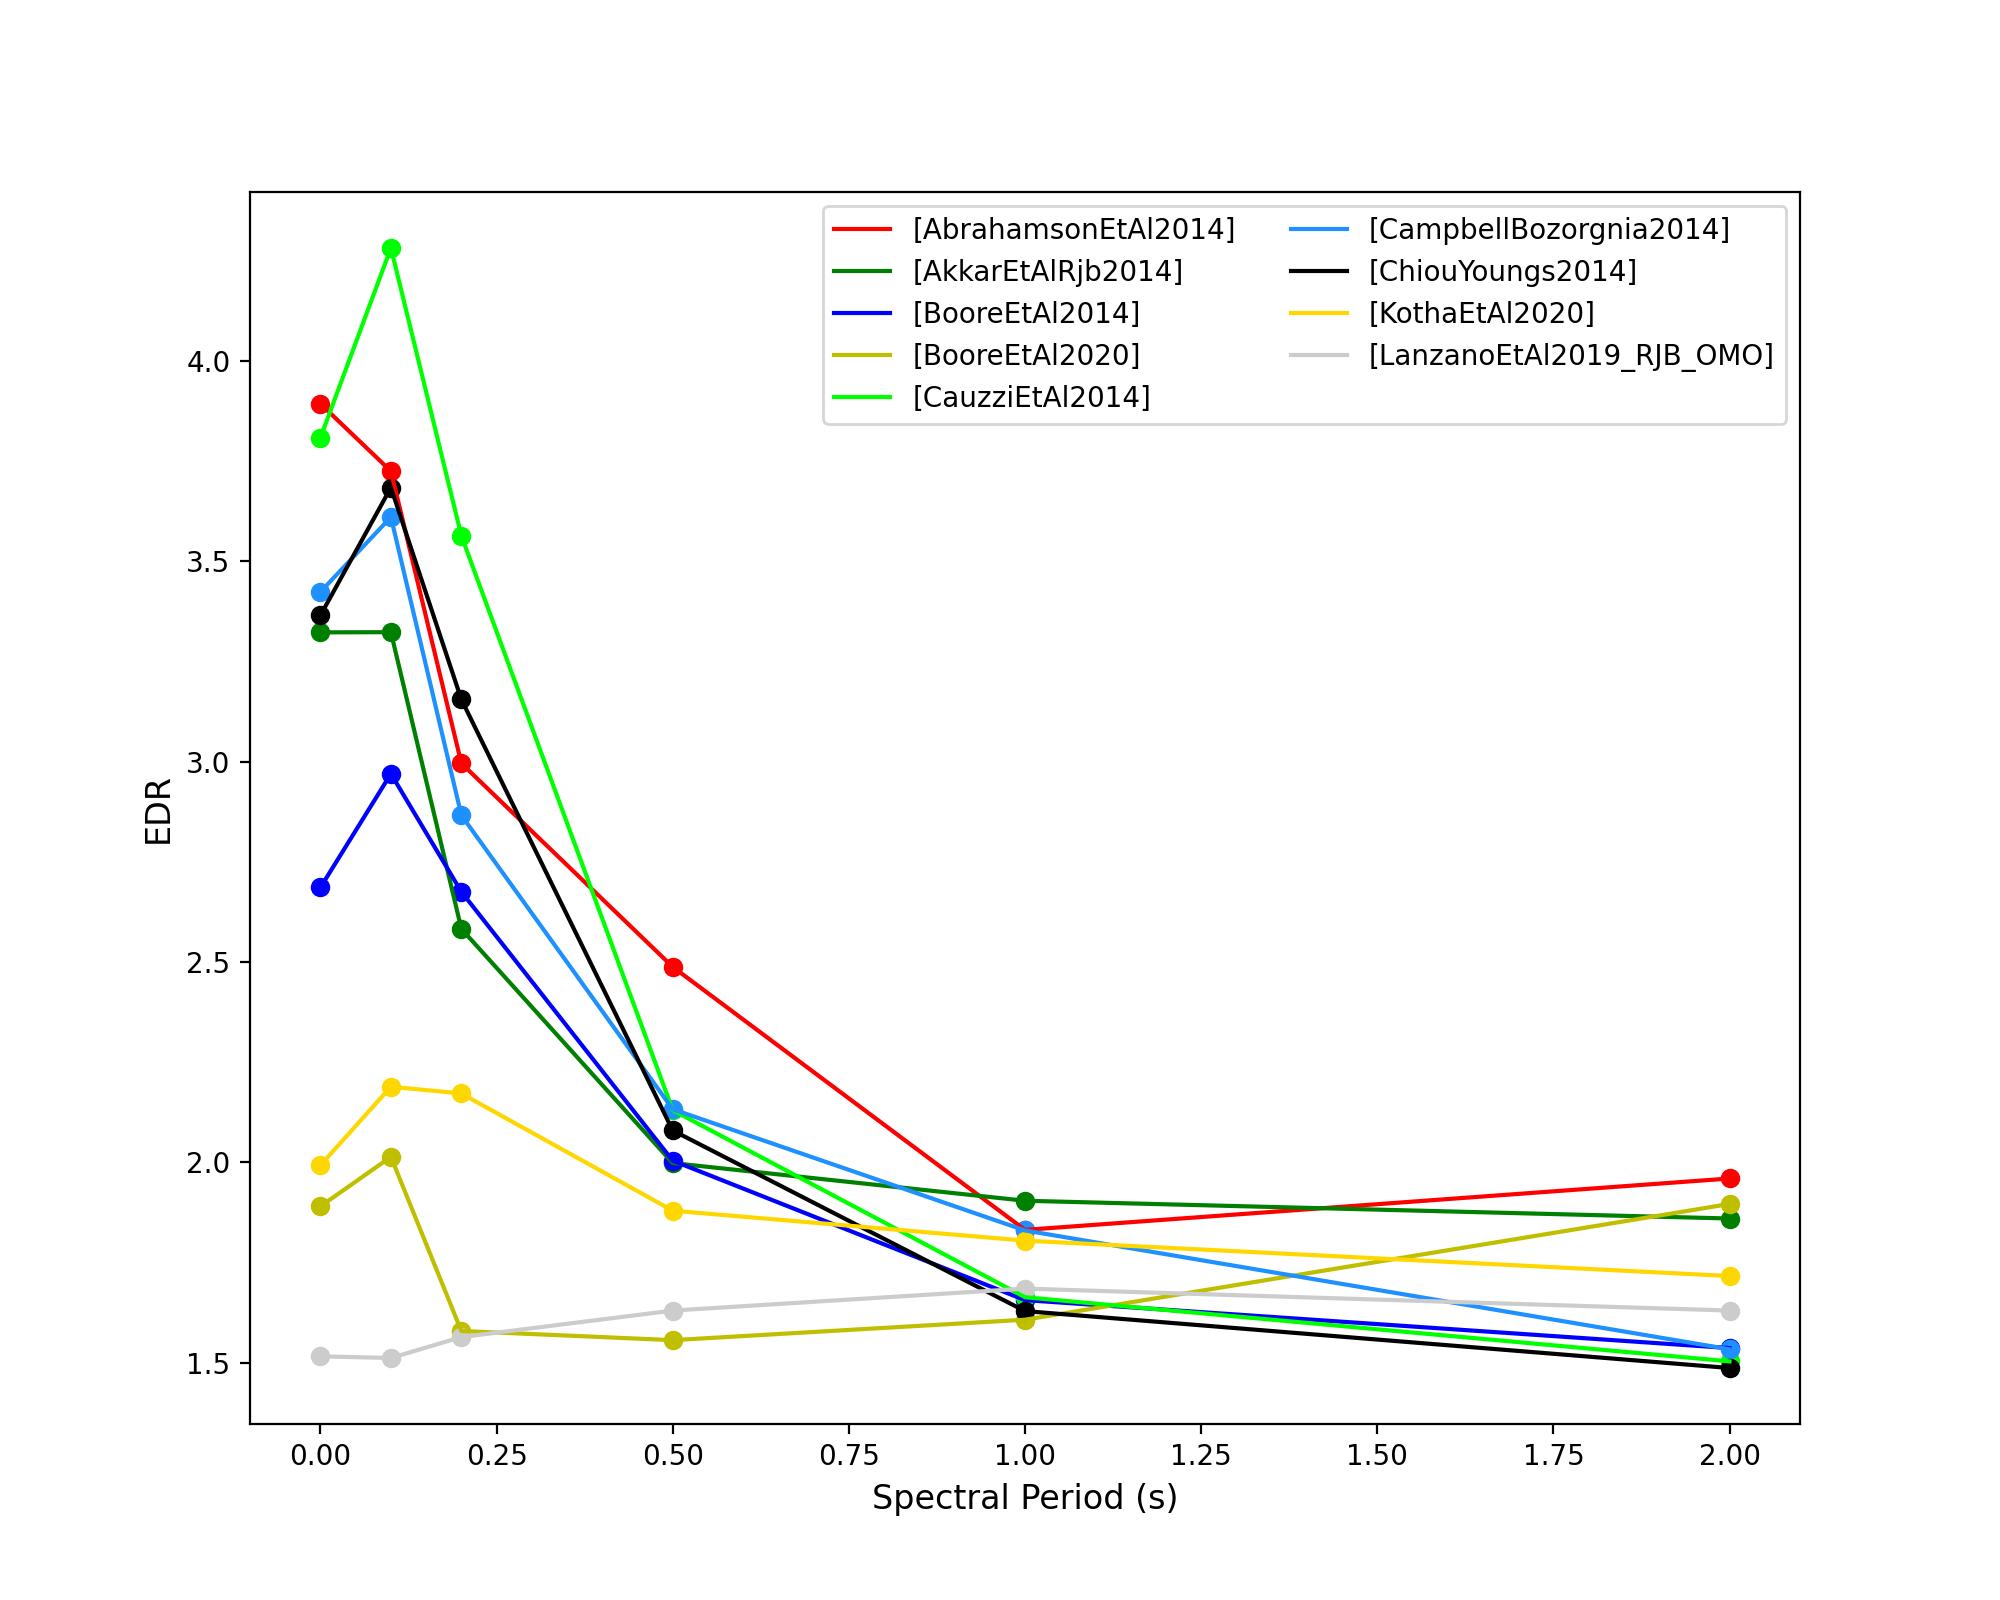 [AbrahamsonEtAl2014]
[AkkarEtAlRjb2014]
[BooreEtAl2014]
[BooreEtAl2020]
[CauzziEtAl2014]
[CampbellBozorgnia2014]
[ChiouYoungs2014]
[KothaEtAl2020]
[LanzanoEtAl2019_RJB_OMO]
4.0
3.5
3.0
2.5
2.0
1.5
EDR
0.00 0.25 0.50 0.75 1.00 1.25 1.50 1.75 2.00
Spectral Period (s)